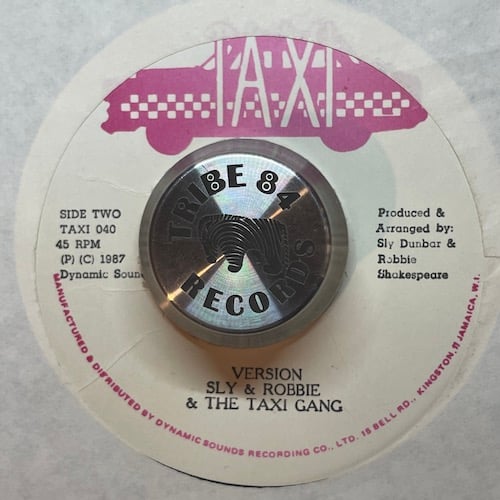 TAXI
TRIBE 84
RECORDS
SIDE TWO
TAXI 040
45 RPM
(P) (C) 1987
Dynamic Soun
Produced &
Arranged by:
Sly Dunbar &
Robbie
Shakespeare
VERSION
SLY & ROBBIE
& THE TAXI GANG
MANUFACTURED & DISTRIBUTED BY DYNAMIC SOUNDS RECORDING CO., LTD. 15 BELL RD., KINGSTON, 11 JAMAICA, W.I.